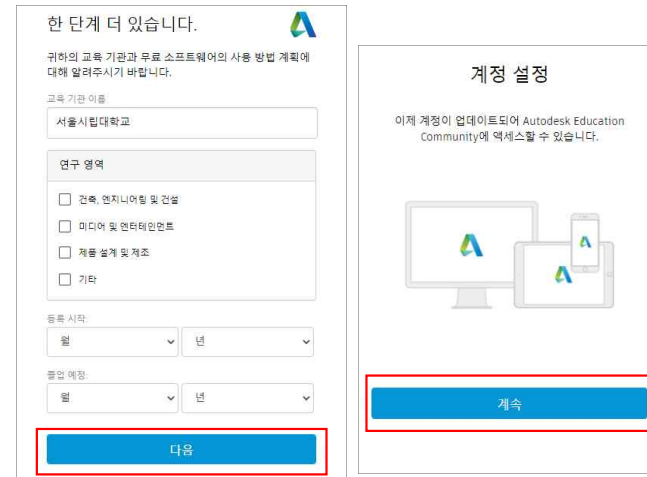 한 단계 더 있습니다.
귀하의 교육 기관과 무료 소프트웨어의 사용 방법 계획에
대해 알려주시기 바랍니다.
교육 기관 이름
서울시립대학교
연구 영역
건축, 엔지니어링 및 건설
미디어 및 엔터테인먼트
제품 설계 및 제조
기타
등록 시작:
월 년
졸업 예정:
월 년
다음
계정 설정
이제 계정이 업데이트되어 Autodesk Education
Community에 액세스할 수 있습니다.
계속